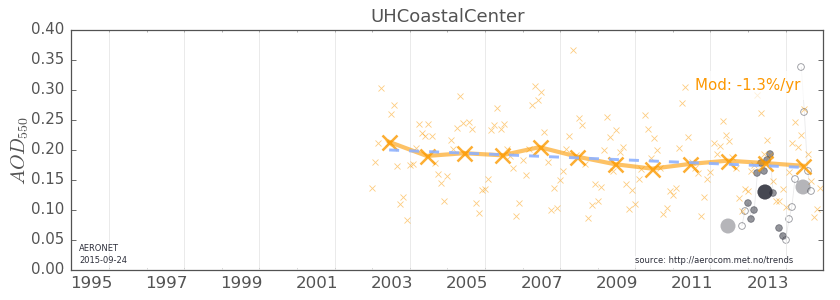 UHCoastalCenter
0.40
0.35
0.30
0.25
0.20
0.15
0.10
0.05
0.00
AOD550
Mod: -1.3%/yr
AERONET
2015-09-24
source: http://aerocom.met.no/trends
1995 1997 1999 2001 2003 2005 2007 2009 2011 2013